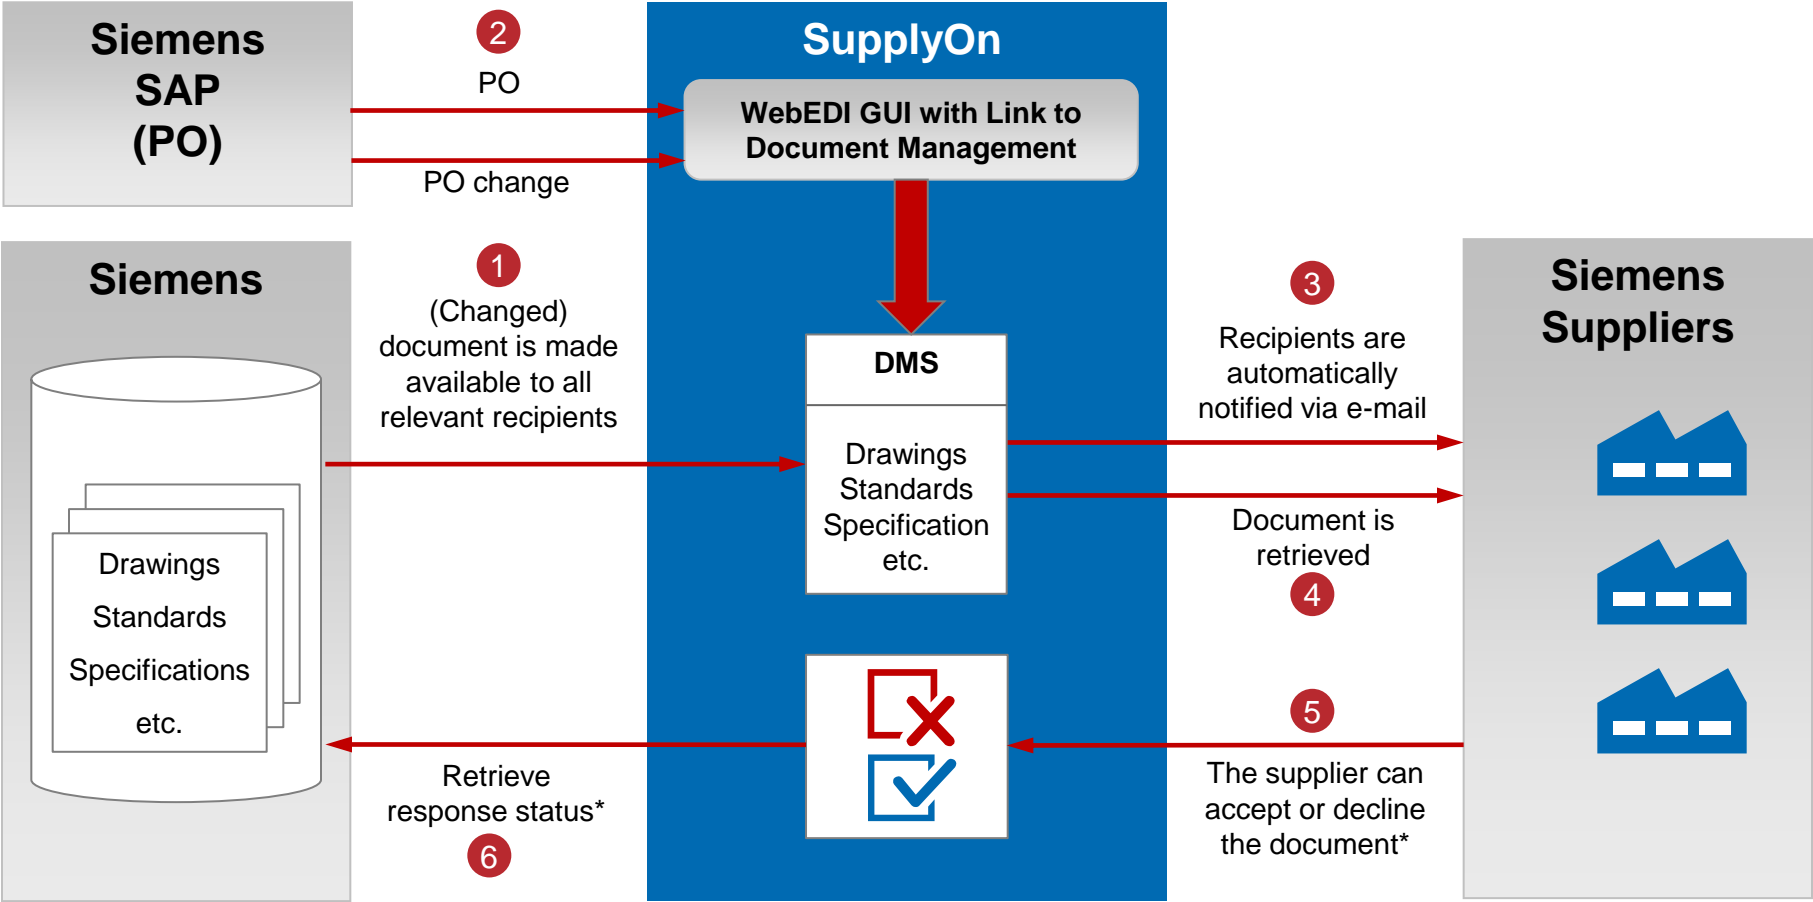 Siemens
SAP
(PO)
2
PO
PO change
SupplyOn
WebEDI GUI with Link to
Document Management
Siemens
Drawings
Standards
Specifications
etc.
1
(Changed)
document is made
available to all
relevant recipients
DMS
Drawings
Standards
Specification
etc.
3
Recipients are
automatically
notified via e-mail
Document is
retrieved
4
Siemens
Suppliers
5
The supplier can
accept or decline
the document*
Retrieve
response status*
6